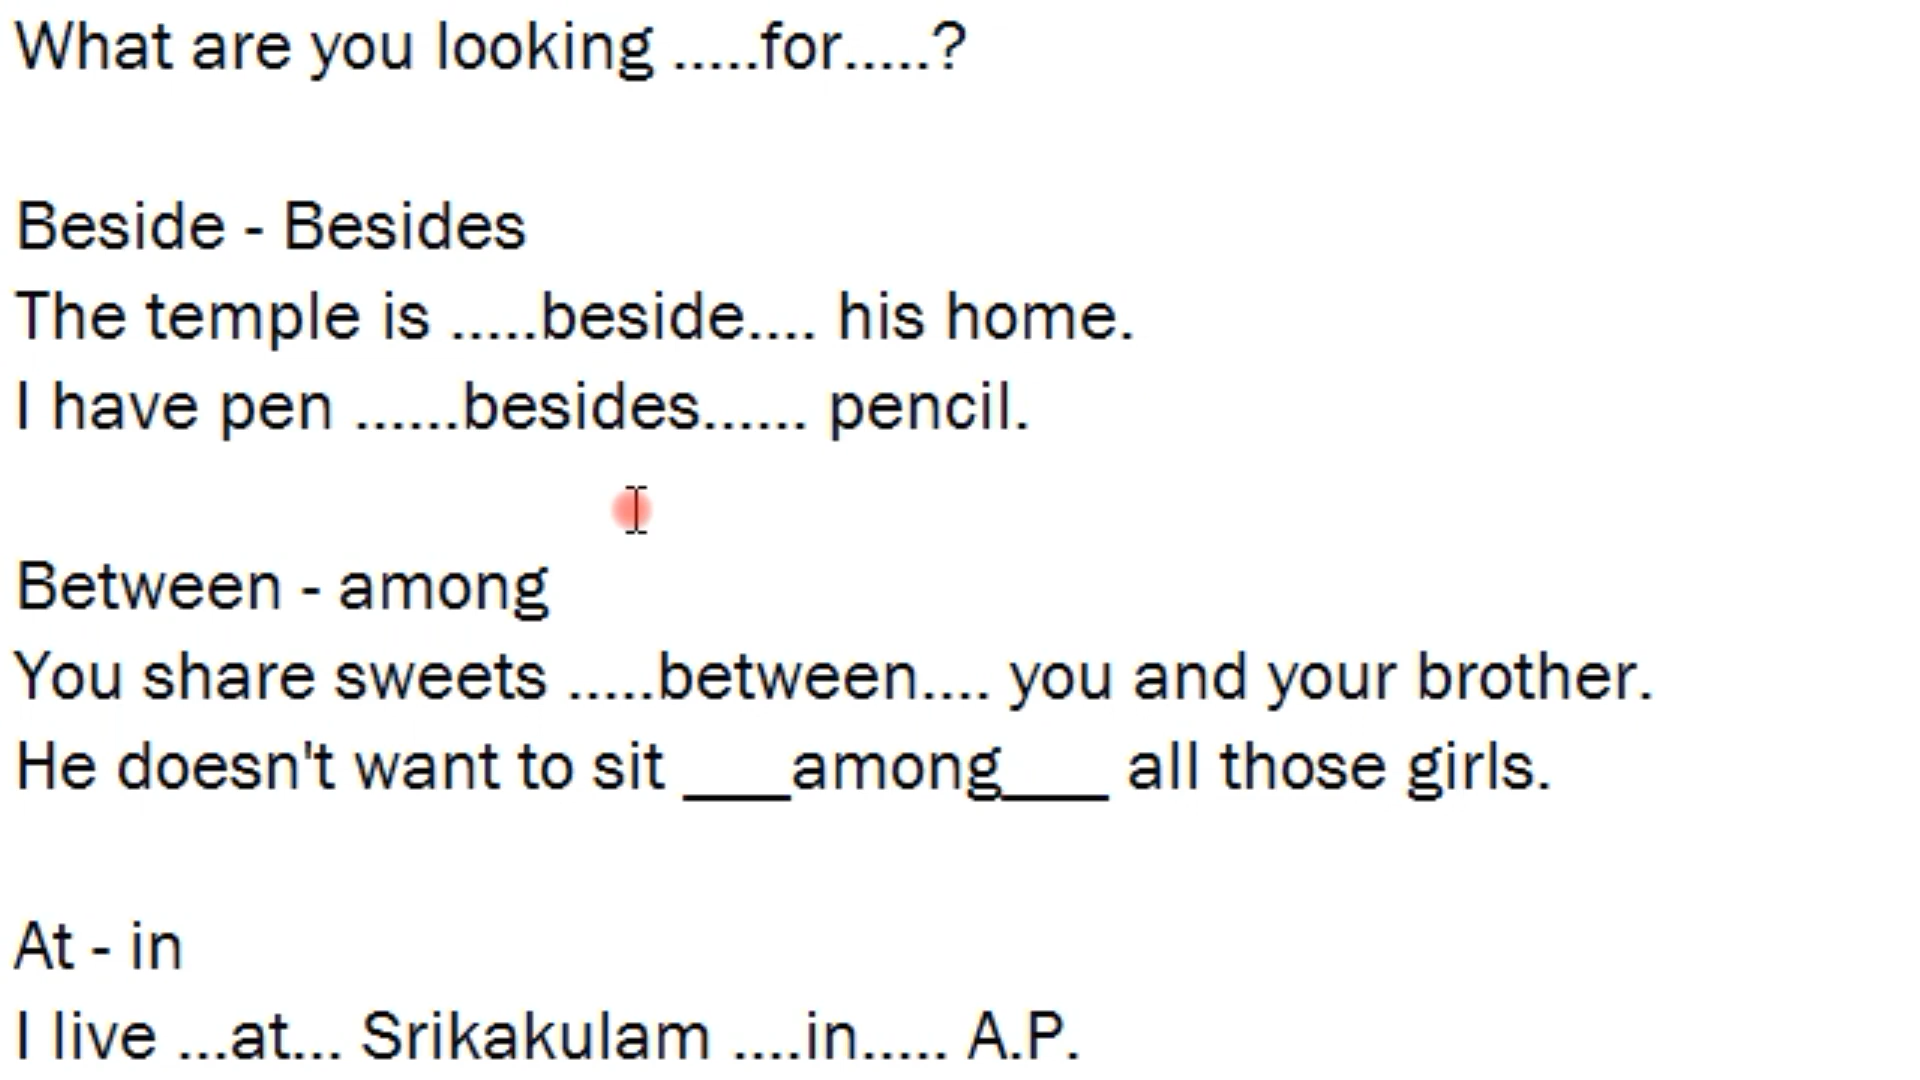 What are you looking .....for.....?
Beside - Besides
The temple is .....beside.... his home.
I have pen ......besides...... pencil.
Between - among
You share sweets .....between.... you and your brother.
He doesn't want to sit ___among___ all those girls.
At - in
I live ...at... Srikakulam ....in..... A.P.